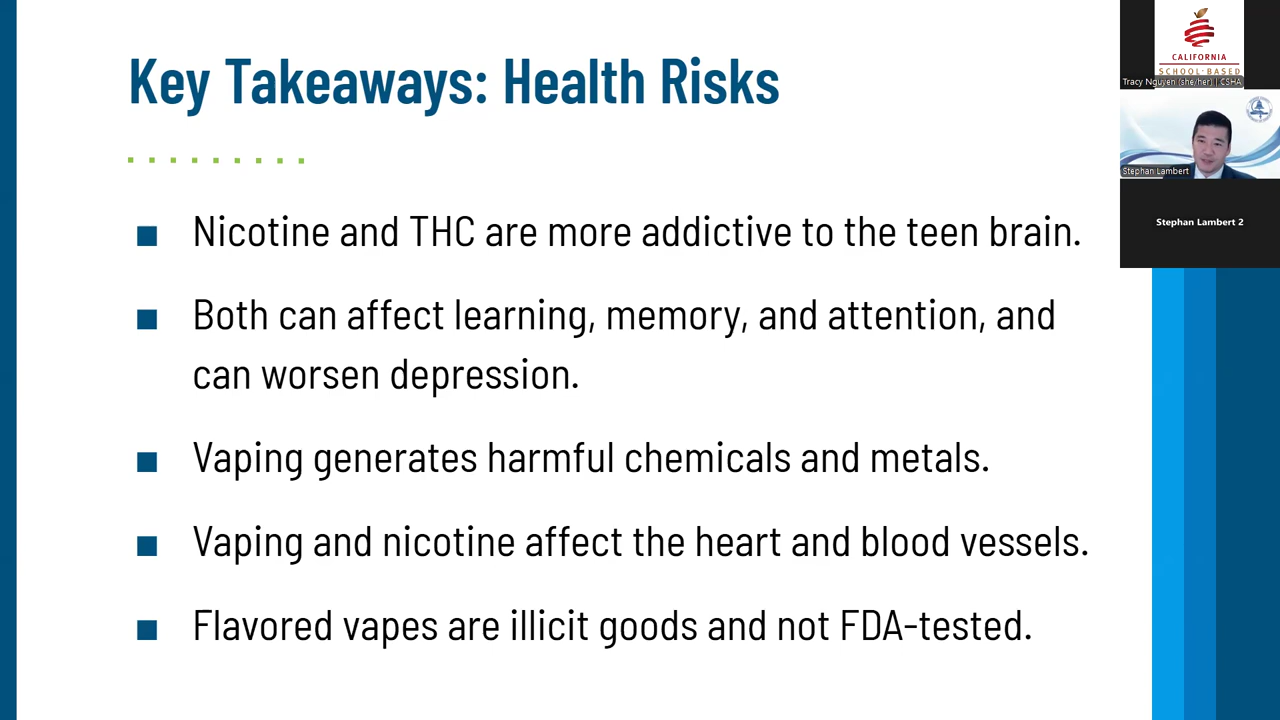 Key Takeaways: Health Risks
Nicotine and THC are more addictive to the teen brain.
Both can affect learning, memory, and attention, and
can worsen depression.
Vaping generates harmful chemicals and metals.
Vaping and nicotine affect the heart and blood vessels.
Flavored vapes are illicit goods and not FDA-tested.
CALIFORNIA
SCHOOL-BASED
Tracy Nguyen (she/her) | CSHA
Stephan Lambert
Stephan Lambert 2